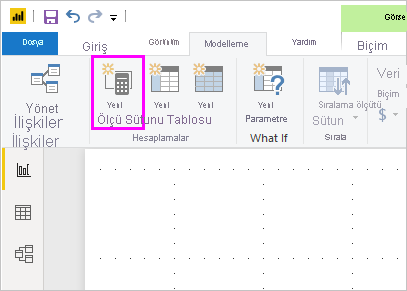 Görse
Dosya
Giriş
Görünüm
Modelleme
Yardım
Biçim
Yönet
İlişkiler
İlişkiler
Yeni
Yeni
Yeni
Ölçü Sütunu Tablosu
Hesaplamalar
Yeni
Parametre
What If
Sıralama ölçütü
Sütun
Sırala
Veri
Biçim:
$